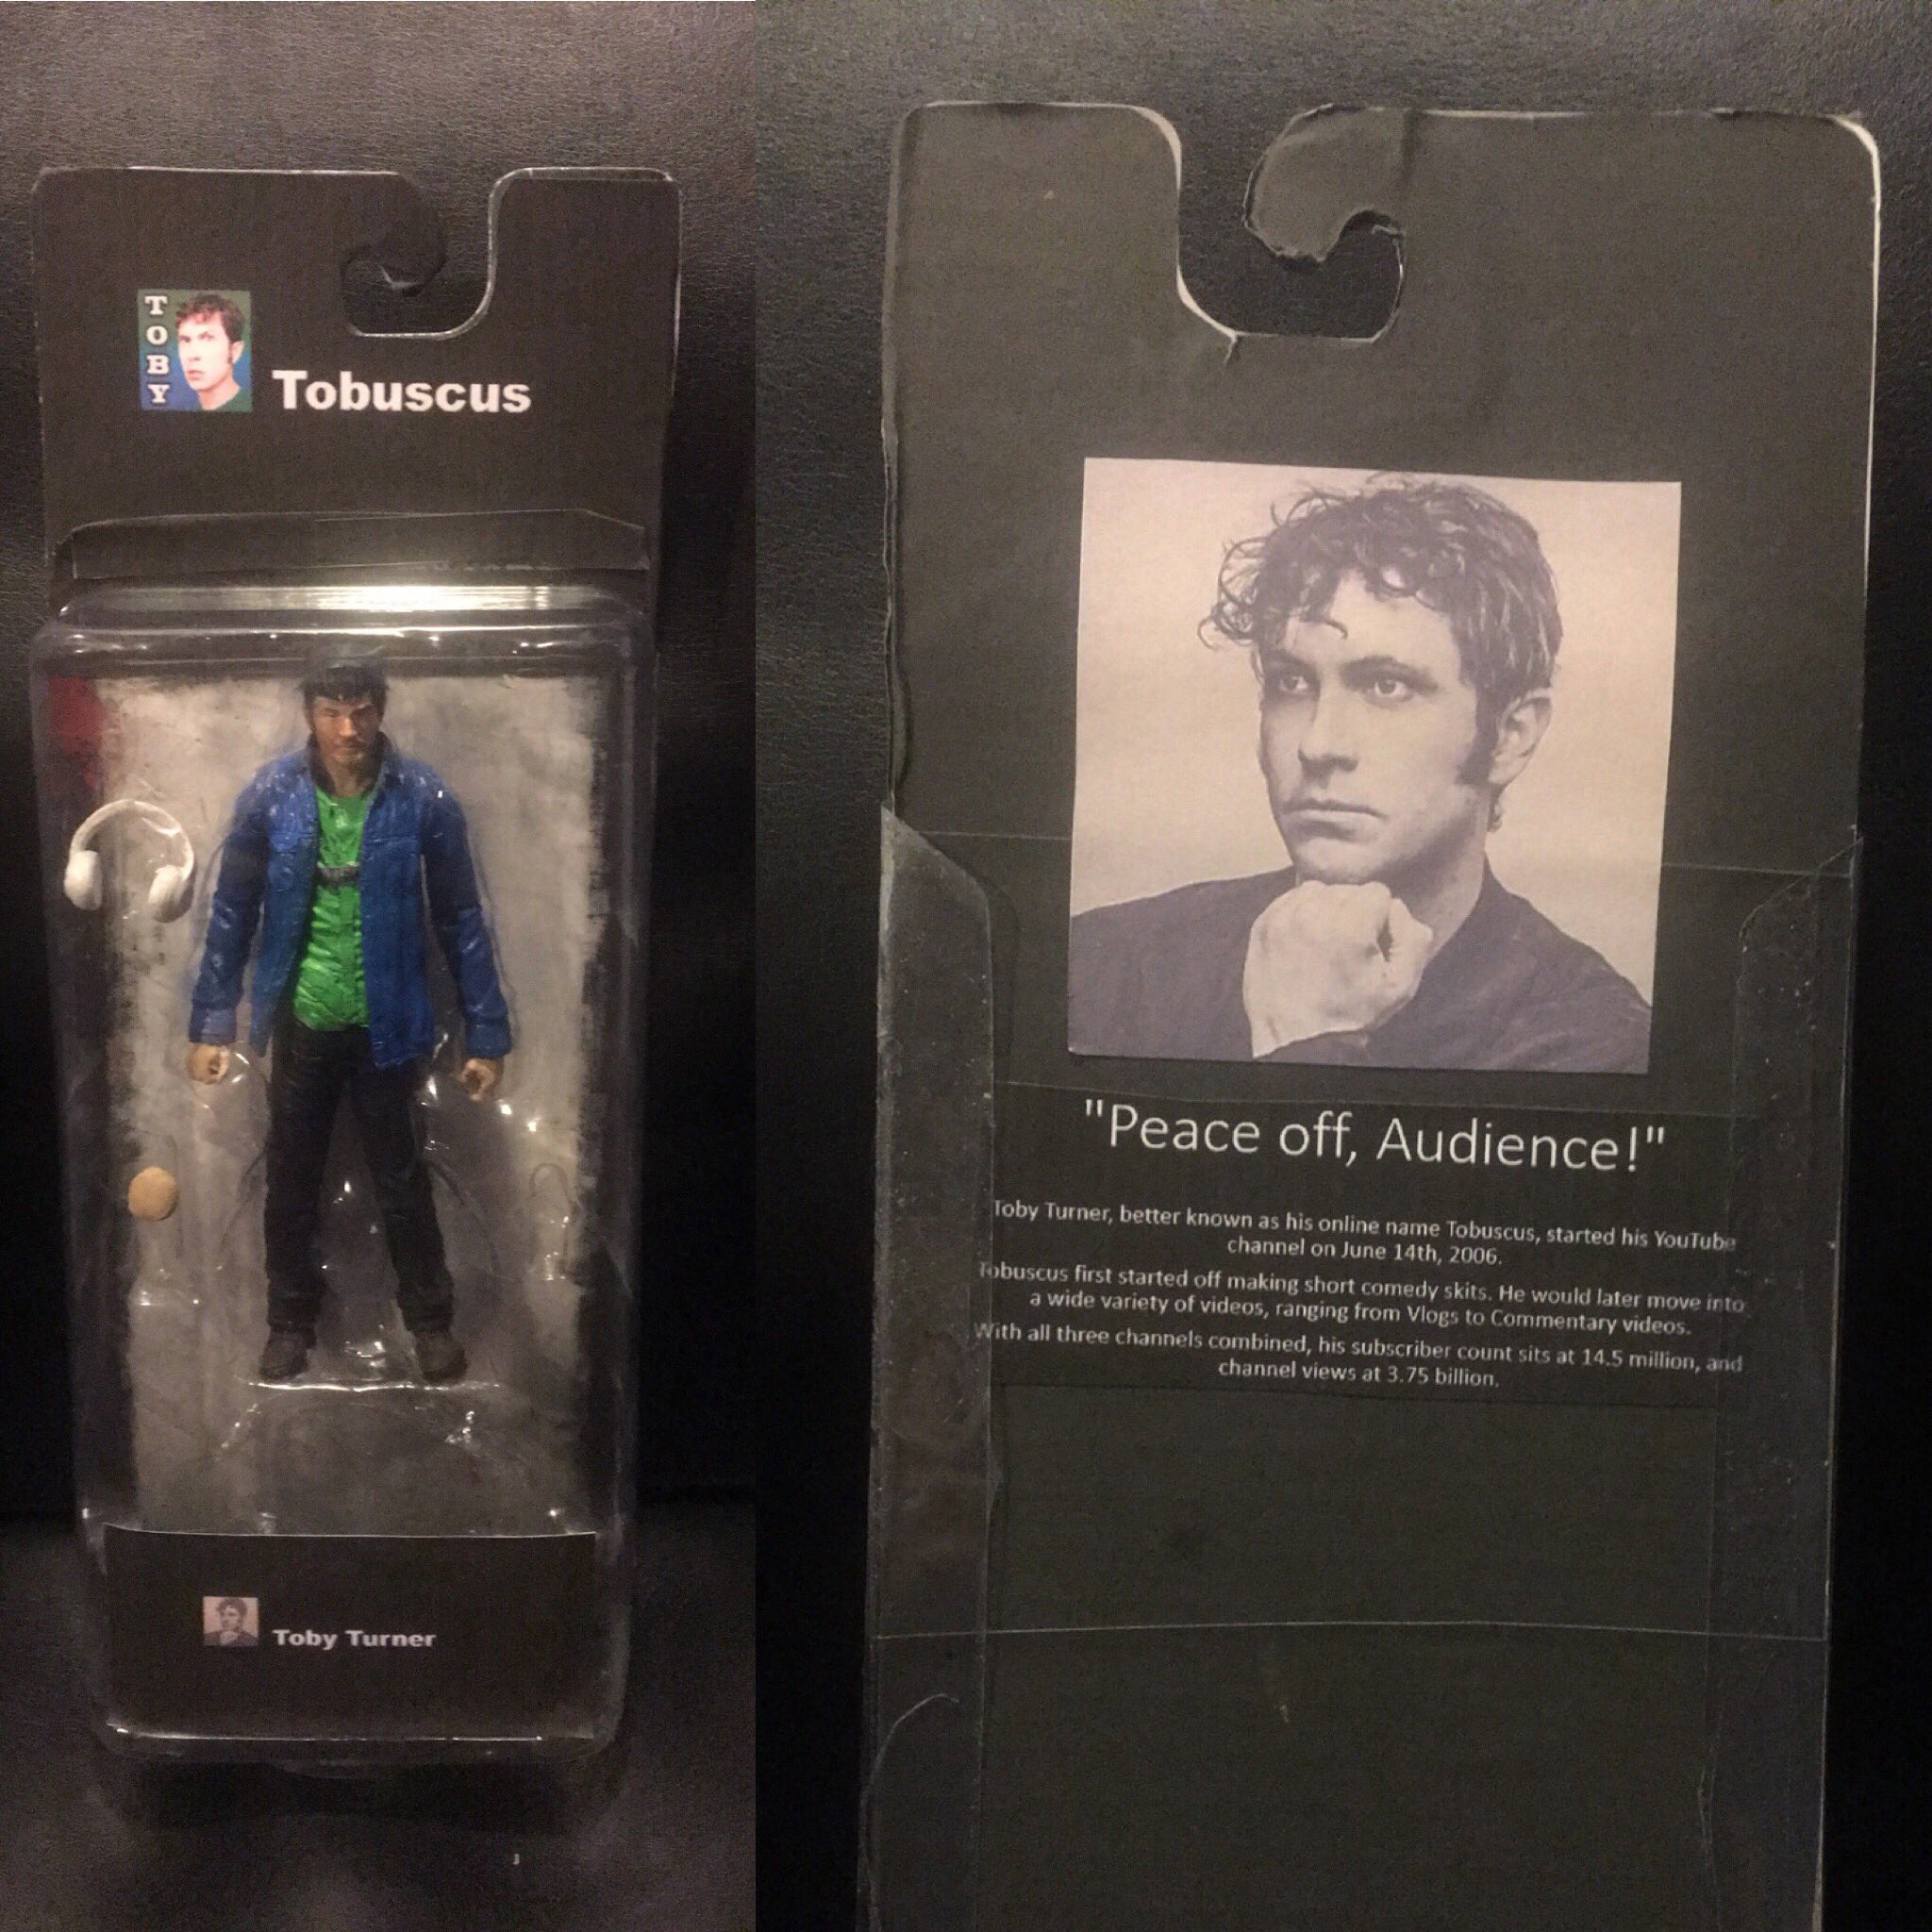 TOBY
Tobuscus
Toby Turner
"Peace off, Audience!"
Toby Turner, better known as his online name Tobuscus, started his YouTube
channel on June 14th, 2006.
Tobuscus first started off making short comedy skits. He would later move into
a wide variety of videos, ranging from Vlogs to Commentary videos.
With all three channels combined, his subscriber count sits at 14.5 million, and
channel views at 3.75 billion.